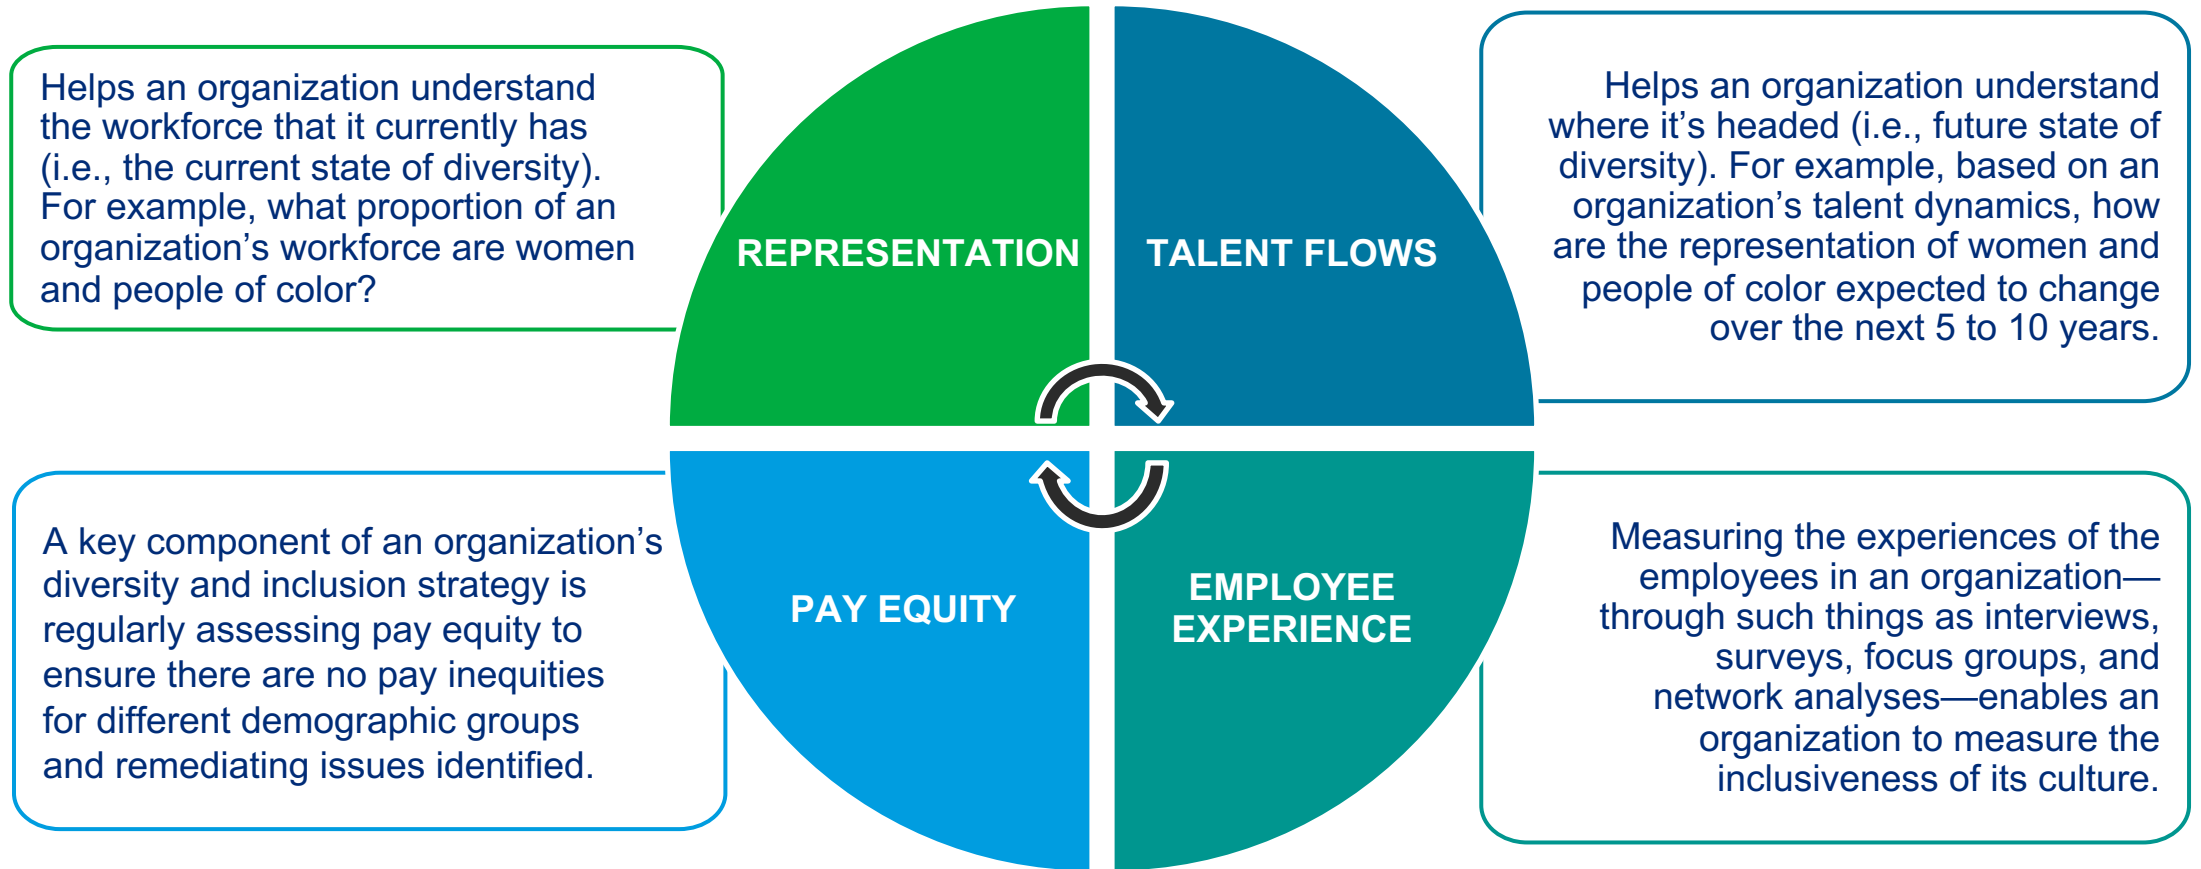 Helps an organization understand
the workforce that it currently has
(i.e., the current state of diversity).
For example, what proportion of an
organization’s workforce are women
and people of color?
REPRESENTATION
TALENT FLOWS
Helps an organization understand
where it’s headed (i.e., future state of
diversity). For example, based on an
organization’s talent dynamics, how
are the representation of women and
people of color expected to change
over the next 5 to 10 years.
A key component of an organization’s
diversity and inclusion strategy is
regularly assessing pay equity to
ensure there are no pay inequities
for different demographic groups
and remediating issues identified.
PAY EQUITY
EMPLOYEE
EXPERIENCE
Measuring the experiences of the
employees in an organization—
through such things as interviews,
surveys, focus groups, and
network analyses—enables an
organization to measure the
inclusiveness of its culture.